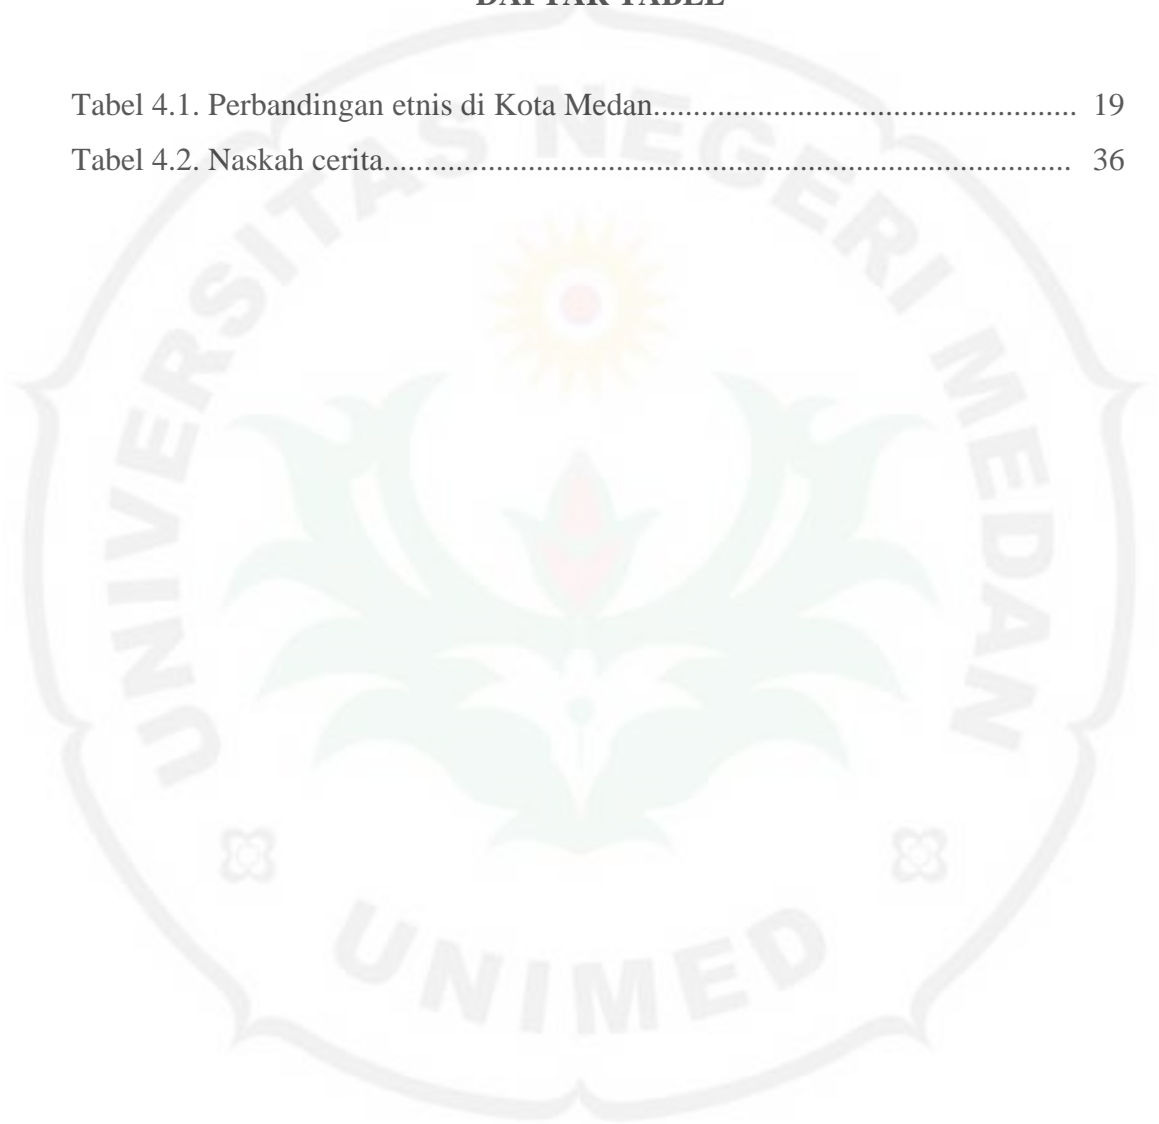 DAFTAR TABEL
Tabel 4.1. Perbandingan etnis di Kota Medan..................................................... 19
Tabel 4.2. Naskah cerita...................................................................................... 36
UNIVERSITAS NEGERI MEDAN
UNIMED